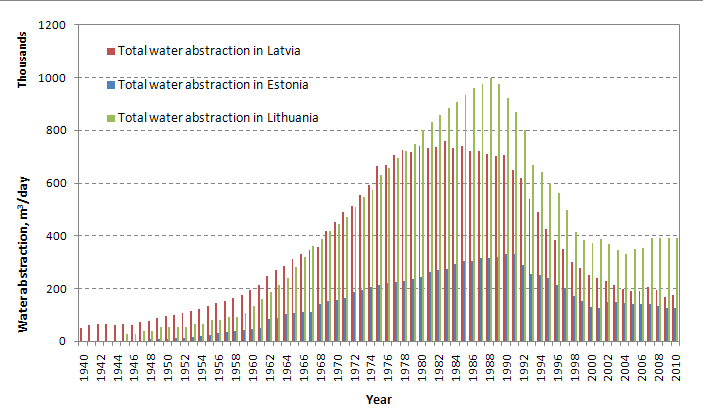 Thousands
Water abstraction, m³/day
1200
1000
800
600
400
200
0
Total water abstraction in Latvia
Total water abstraction in Estonia
Total water abstraction in Lithuania
1940 1942 1944 1946 1948 1950 1952 1954 1956 1958 1960 1962 1964 1966 1968 1970 1972 1974 1976 1978 1980 1982 1984 1986 1988 1990 1992 1994 1996 1998 2000 2002 2004 2006 2008 2010
Year